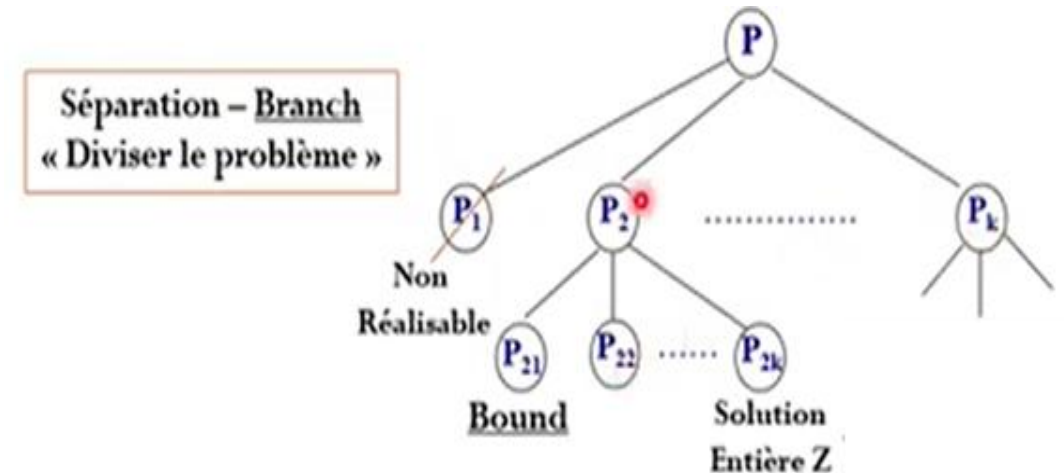 P
Séparation – Branch
« Diviser le problème »
P1
P2
....................
Pk
Non
Réalisable
P21
P22
......
P2k
Bound
Solution
Entière Z